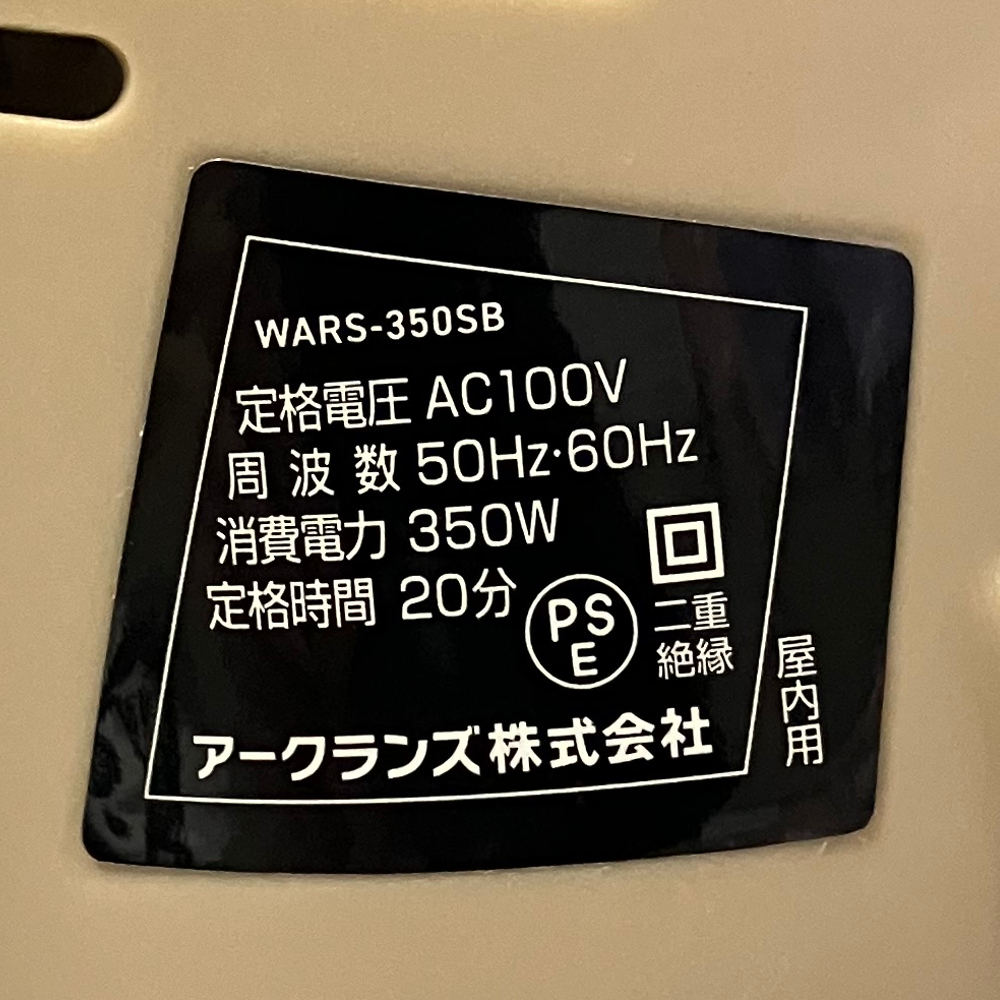 WARS-350SB
定格電圧 AC100V
周波数 50Hz·60Hz
消費電力 350W
定格時間 20分
PS
E
二重
絶縁
アークランズ株式会社
屋内用